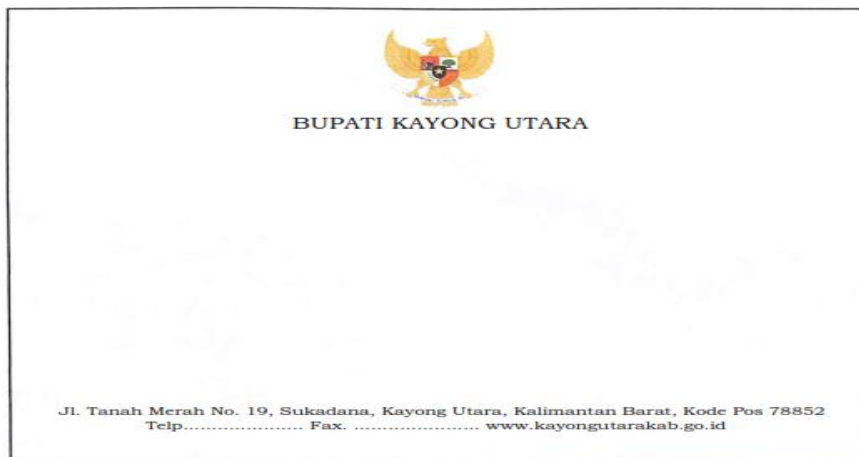 BUPATI KAYONG UTARA
Jl. Tanah Merah No. 19, Sukadana, Kayong Utara, Kalimantan Barat, Kode Pos 78852
Telp.................... Fax. ..................... www.kayongutarakab.go.id